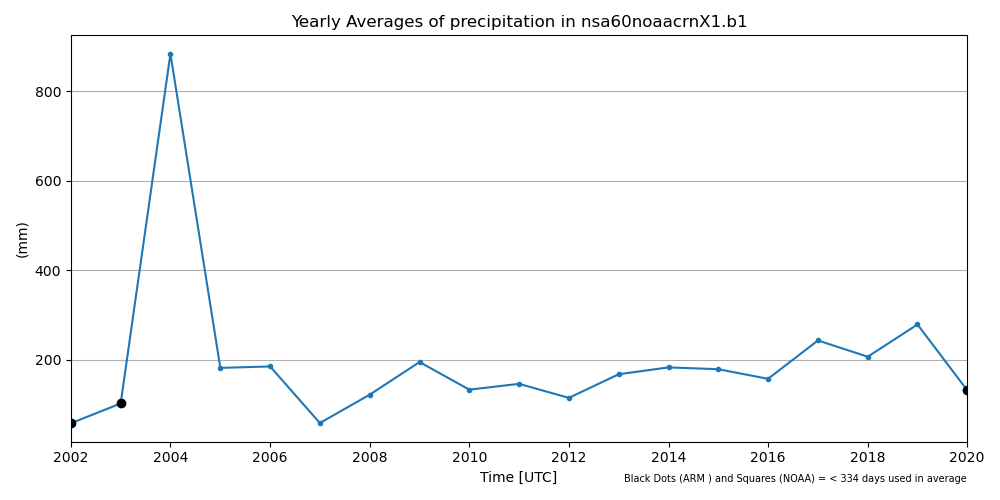 Yearly Averages of precipitation in nsa60noaacrnX1.b1
800
600
400
200
(mm)
2002 2004 2006 2008 2010 2012 2014 2016 2018 2020
Time [UTC]
Black Dots (ARM ) and Squares (NOAA) = < 334 days used in average